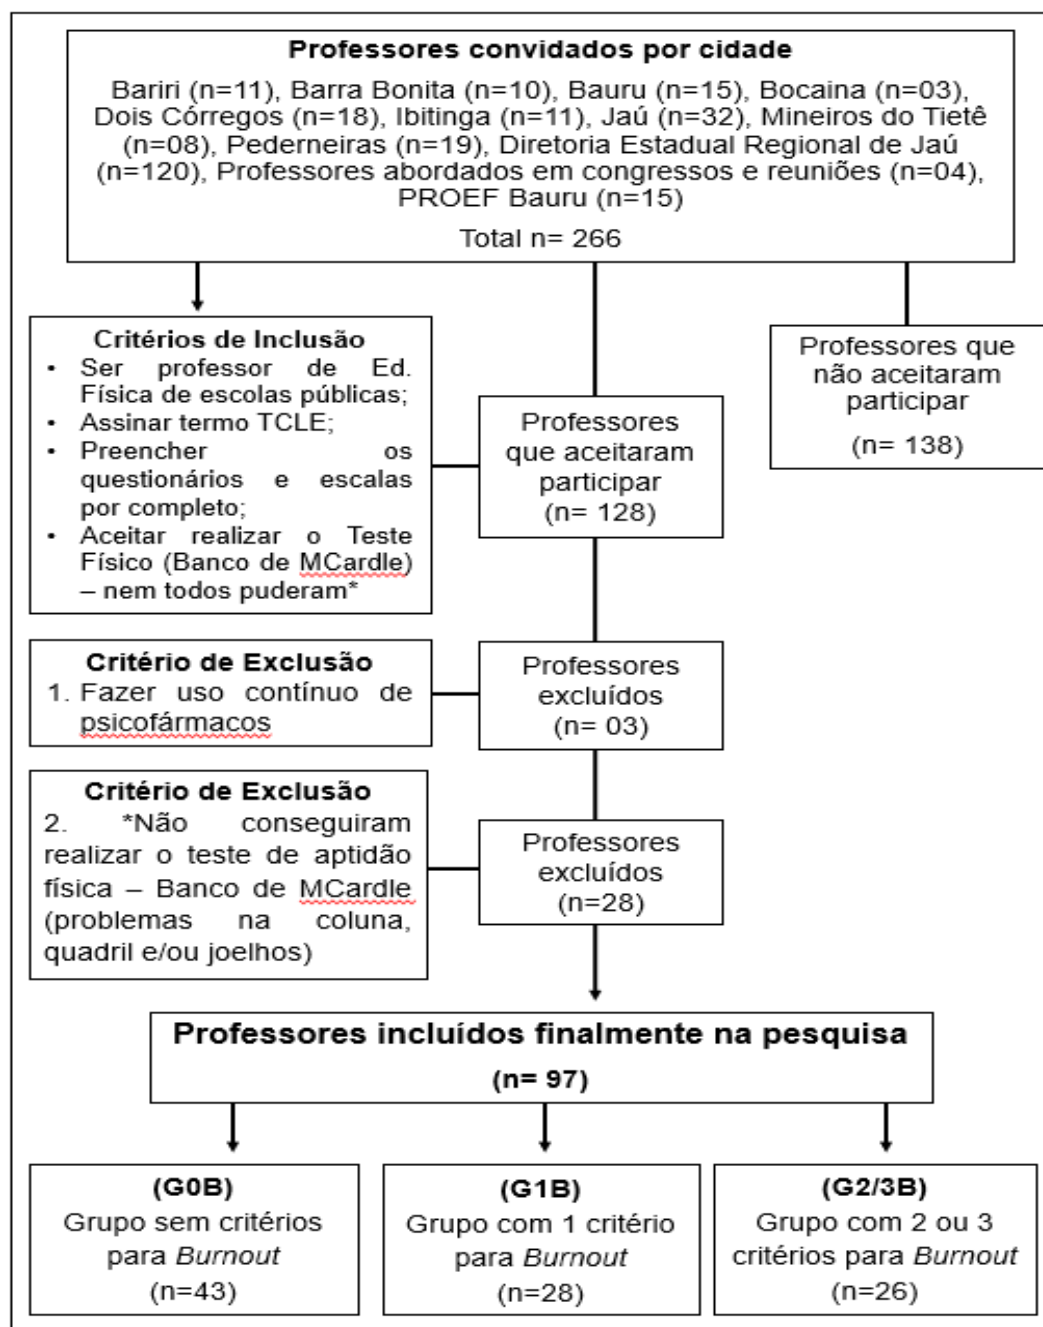 Professores convidados por cidade
Bariri (n=11), Barra Bonita (n=10), Bauru (n=15), Bocaina (n=03),
Dois Córregos (n=18), Ibitinga (n=11), Jaú (n=32), Mineiros do Tietê
(n=08), Pederneiras (n=19), Diretoria Estadual Regional de Jaú
(n=120), Professores abordados em congressos e reuniões (n=04),
PROEF Bauru (n=15)
Total n= 266
Critérios de Inclusão
• Ser professor de Ed.
Física de escolas públicas;
• Assinar termo TCLE;
• Preencher os
questionários e escalas
por completo;
• Aceitar realizar o Teste
Físico (Banco de MCardle)
– nem todos puderam*
Professores
que aceitaram
participar
(n= 128)
Professores que
não aceitaram
participar
(n= 138)
Critério de Exclusão
1. Fazer uso contínuo de
psicofármacos
Professores
excluídos
(n= 03)
Critério de Exclusão
2. *Não conseguiram
realizar o teste de aptidão
física – Banco de MCardle
(problemas na coluna,
quadril e/ou joelhos)
Professores
excluídos
(n=28)
Professores incluídos finalmente na pesquisa
(n= 97)
(G0B)
Grupo sem critérios
para Burnout
(n=43)
(G1B)
Grupo com 1 critério
para Burnout
(n=28)
(G2/3B)
Grupo com 2 ou 3
critérios para Burnout
(n=26)